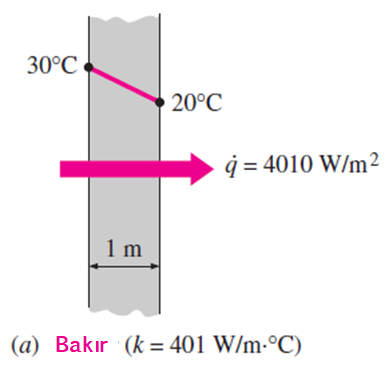 30°C
20°C
q̇ = 4010 W/m²
1 m
(a) Bakır (k = 401 W/m·°C)